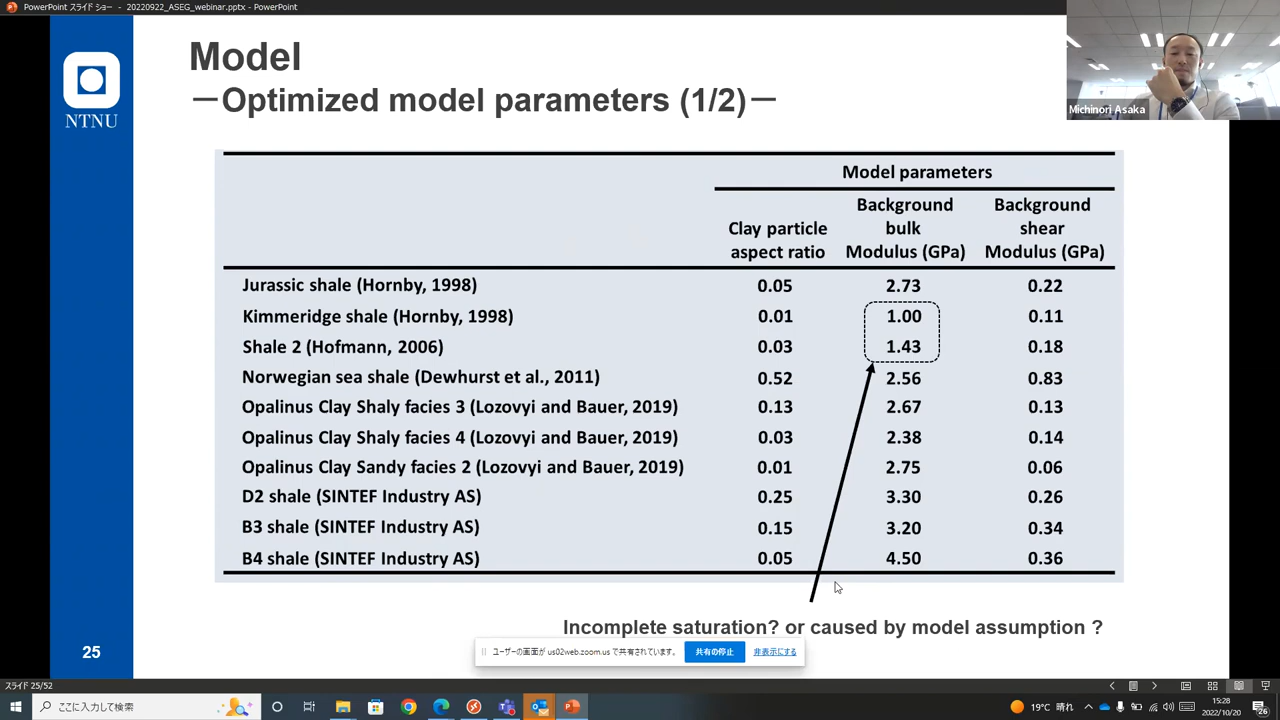 PowerPoint スライド ショー - 20220922_ASEG_webinar.pptx - PowerPoint
Model
－Optimized model parameters (1/2)－
NTNU
Michinori Asaka
Model parameters
Clay particle aspect ratio
Background bulk Modulus (GPa)
Background shear Modulus (GPa)
Jurassic shale (Hornby, 1998) 0.05 2.73 0.22
Kimmeridge shale (Hornby, 1998) 0.01 1.00 0.11
Shale 2 (Hofmann, 2006) 0.03 1.43 0.18
Norwegian sea shale (Dewhurst et al., 2011) 0.52 2.56 0.83
Opalinus Clay Shaly facies 3 (Lozovyi and Bauer, 2019) 0.13 2.67 0.13
Opalinus Clay Shaly facies 4 (Lozovyi and Bauer, 2019) 0.03 2.38 0.14
Opalinus Clay Sandy facies 2 (Lozovyi and Bauer, 2019) 0.01 2.75 0.06
D2 shale (SINTEF Industry AS) 0.25 3.30 0.26
B3 shale (SINTEF Industry AS) 0.15 3.20 0.34
B4 shale (SINTEF Industry AS) 0.05 4.50 0.36
Incomplete saturation? or caused by model assumption ?
25
ユーザーの画面が us02web.zoom.us で共有されています。 共有の停止 非表示にする
スライド 25/52
ここに入力して検索
19℃ 晴れ
15:28
2022/10/20
26